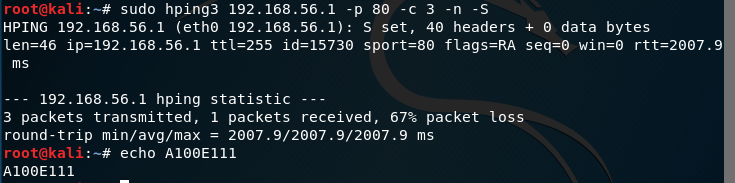 root@kali:~# sudo hping3 192.168.56.1 -p 80 -c 3 -n -S
HPING 192.168.56.1 (eth0 192.168.56.1): S set, 40 headers + 0 data bytes
len=46 ip=192.168.56.1 ttl=255 id=15730 sport=80 flags=RA seq=0 win=0 rtt=2007.9
 ms

--- 192.168.56.1 hping statistic ---
3 packets transmitted, 1 packets received, 67% packet loss
round-trip min/avg/max = 2007.9/2007.9/2007.9 ms
root@kali:~# echo A100E111
A100E111